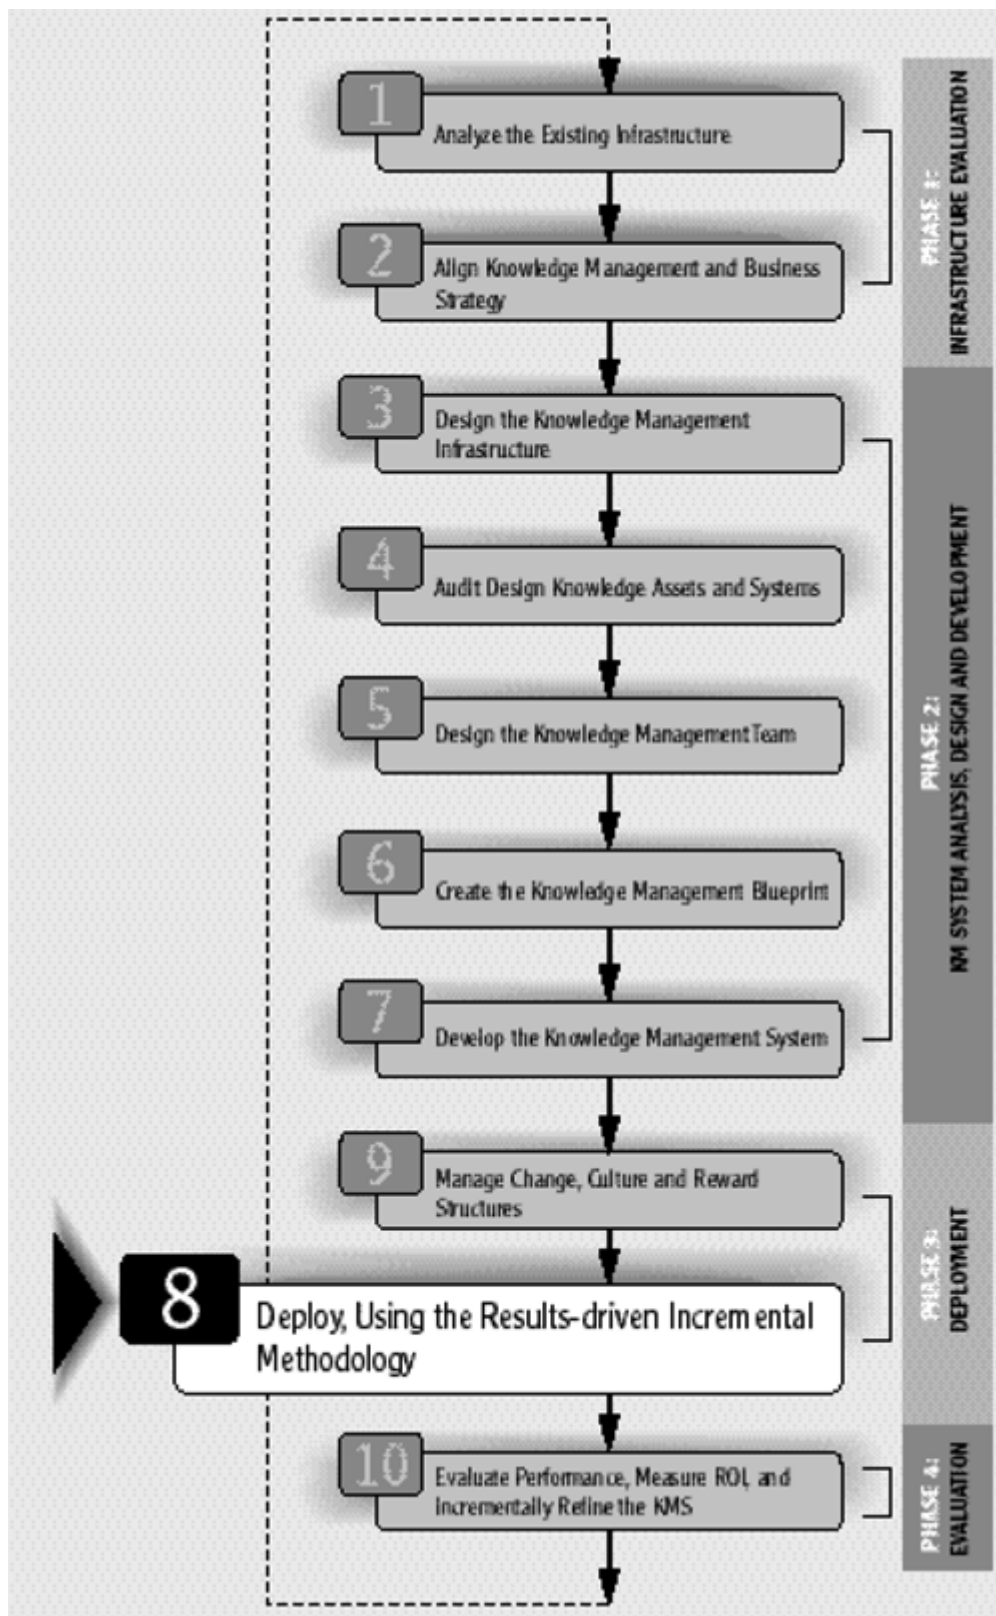 1
Analyze the Existing Infrastructure
2
Align Knowledge Management and Business
Strategy
3
Design the Knowledge Management
Infrastructure
4
Audit Design Knowledge Assets and Systems
5
Design the Knowledge Management Team
6
Create the Knowledge Management Blueprint
7
Develop the Knowledge Management System
9
Manage Change, Culture and Reward
Structures
8
Deploy, Using the Results-driven Incremental
Methodology
10
Evaluate Performance, Measure ROI, and
Incrementally Refine the KMS
PHASE 1:
INFRASTRUCTURE EVALUATION
PHASE 2:
KM SYSTEM ANALYSIS, DESIGN AND DEVELOPMENT
PHASE 3:
DEPLOYMENT
PHASE 4:
EVALUATION